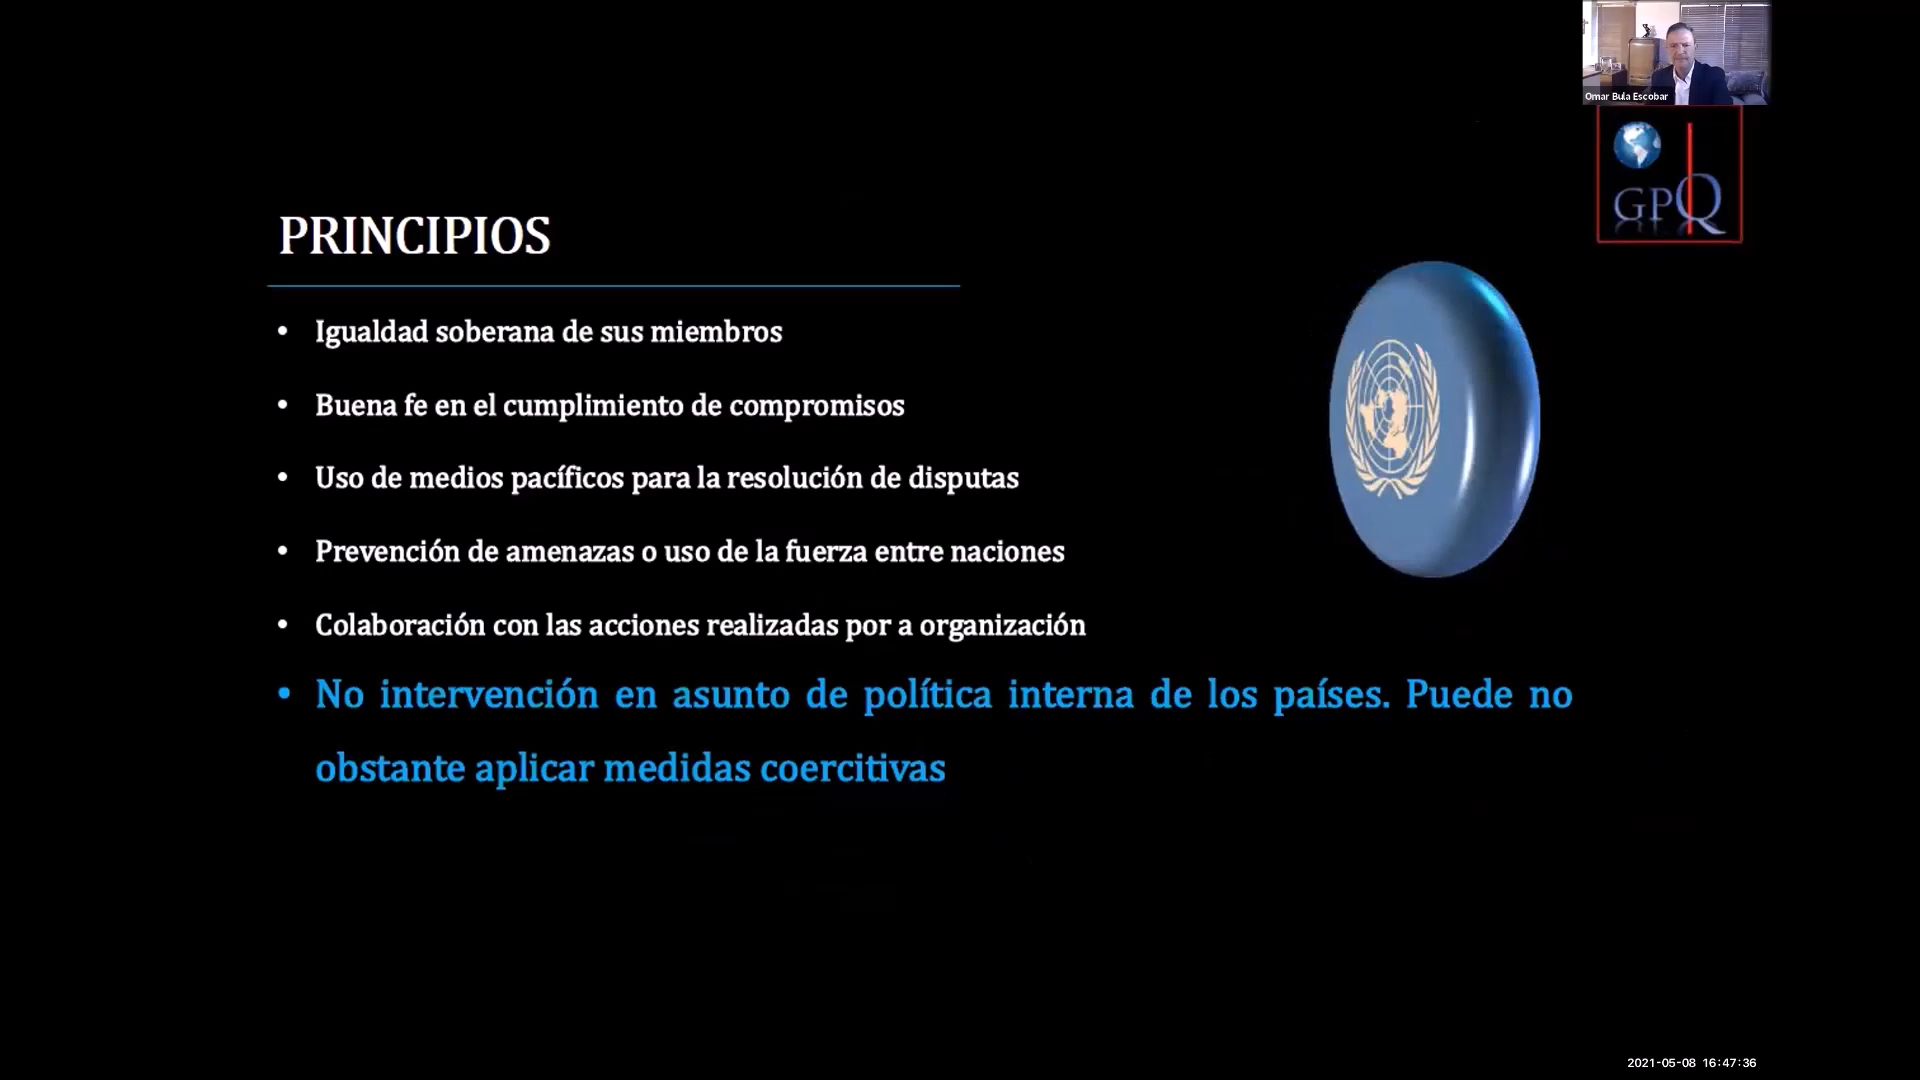 Omar Bula Escobar
GPQ
PRINCIPIOS
• Igualdad soberana de sus miembros
• Buena fe en el cumplimiento de compromisos
• Uso de medios pacíficos para la resolución de disputas
• Prevención de amenazas o uso de la fuerza entre naciones
• Colaboración con las acciones realizadas por a organización
• No intervención en asunto de política interna de los países. Puede no
obstante aplicar medidas coercitivas
2021-05-08 16:47:36